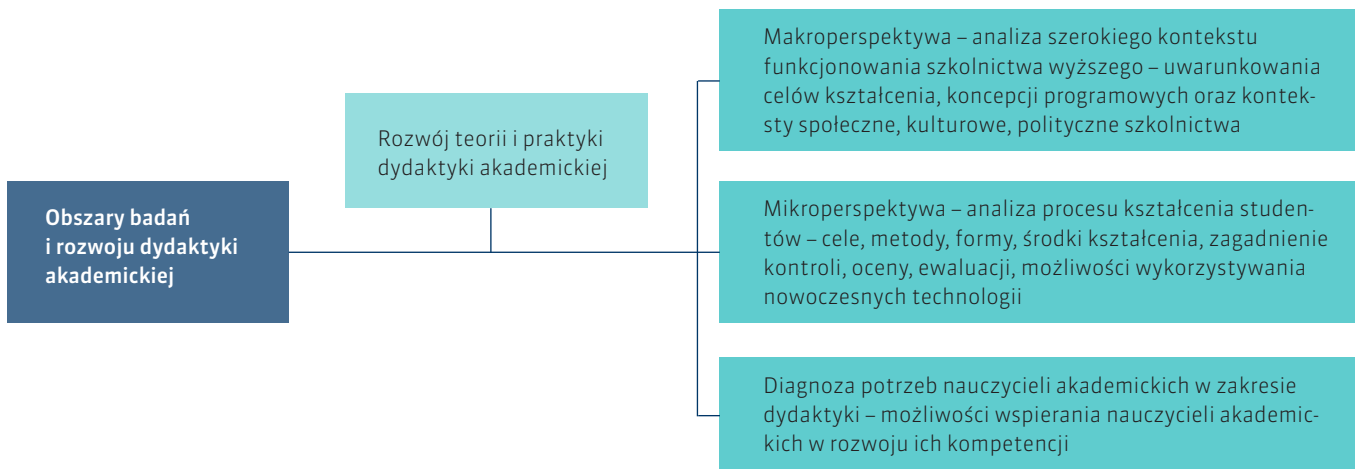 Obszary badań
i rozwoju dydaktyki
akademickiej
Rozwój teorii i praktyki
dydaktyki akademickiej
Makroperspektywa – analiza szerokiego kontekstu
funkcjonowania szkolnictwa wyższego – uwarunkowania
celów kształcenia, koncepcji programowych oraz kontek-
sty społeczne, kulturowe, polityczne szkolnictwa
Mikroperspektywa – analiza procesu kształcenia studen-
tów – cele, metody, formy, środki kształcenia, zagadnienie
kontroli, oceny, ewaluacji, możliwości wykorzystywania
nowoczesnych technologii
Diagnoza potrzeb nauczycieli akademickich w zakresie
dydaktyki – możliwości wspierania nauczycieli akademic-
kich w rozwoju ich kompetencji